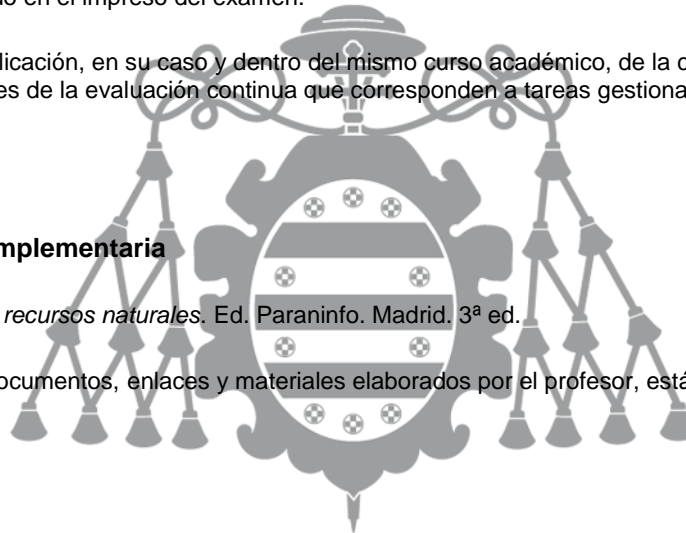 do en el impreso del examen.
licación, en su caso y dentro del mismo curso académico, de la c
es de la evaluación continua que corresponden a tareas gestiona
mplementaria
recursos naturales. Ed. Paraninfo. Madrid. 3ª ed.
ocumentos, enlaces y materiales elaborados por el profesor, está